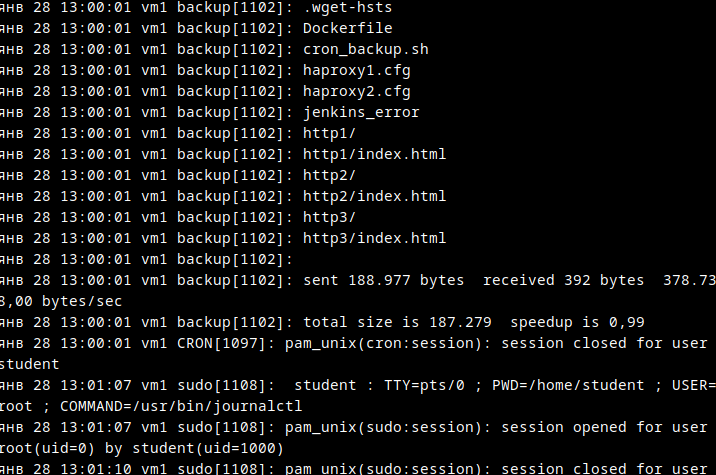 янв 28 13:00:01 vm1 backup[1102]: .wget-hsts
янв 28 13:00:01 vm1 backup[1102]: Dockerfile
янв 28 13:00:01 vm1 backup[1102]: cron_backup.sh
янв 28 13:00:01 vm1 backup[1102]: haproxy1.cfg
янв 28 13:00:01 vm1 backup[1102]: haproxy2.cfg
янв 28 13:00:01 vm1 backup[1102]: jenkins_error
янв 28 13:00:01 vm1 backup[1102]: http1/
янв 28 13:00:01 vm1 backup[1102]: http1/index.html
янв 28 13:00:01 vm1 backup[1102]: http2/
янв 28 13:00:01 vm1 backup[1102]: http2/index.html
янв 28 13:00:01 vm1 backup[1102]: http3/
янв 28 13:00:01 vm1 backup[1102]: http3/index.html
янв 28 13:00:01 vm1 backup[1102]:
янв 28 13:00:01 vm1 backup[1102]: sent 188.977 bytes  received 392 bytes  378.73
8,00 bytes/sec
янв 28 13:00:01 vm1 backup[1102]: total size is 187.279  speedup is 0,99
янв 28 13:00:01 vm1 CRON[1097]: pam_unix(cron:session): session closed for user
student
янв 28 13:01:07 vm1 sudo[1108]:  student : TTY=pts/0 ; PWD=/home/student ; USER=
root ; COMMAND=/usr/bin/journalctl
янв 28 13:01:07 vm1 sudo[1108]: pam_unix(sudo:session): session opened for user
root(uid=0) by student(uid=1000)
янв 28 13:01:10 vm1 sudo[1108]: pam_unix(sudo:session): session closed for user